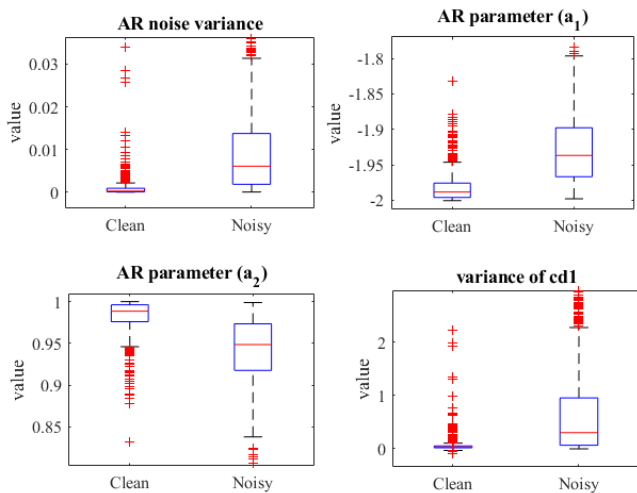 AR noise variance
value
0.03
0.02
0.01
0
Clean Noisy
AR parameter (a1)
value
-1.8
-1.85
-1.9
-1.95
-2
Clean Noisy
AR parameter (a2)
value
1
0.95
0.9
0.85
Clean Noisy
variance of cd1
value
2
1
0
Clean Noisy